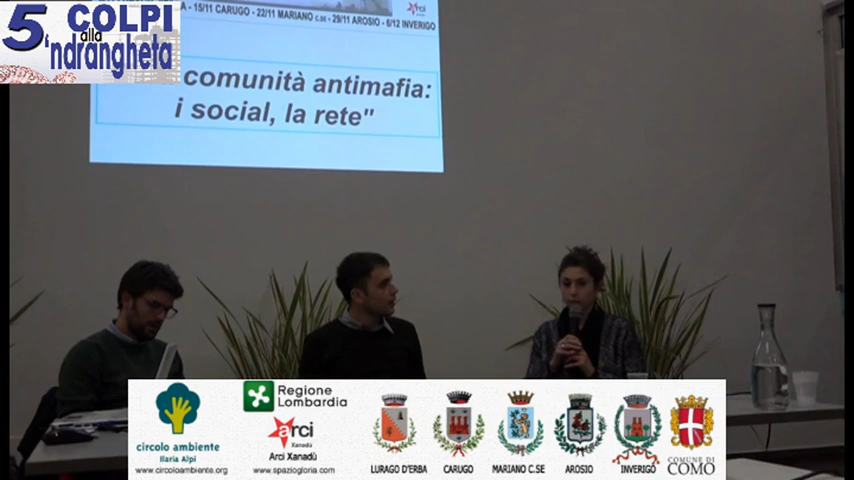 5 COLPI
alla
'ndrangheta
A - 15/11 CARUGO - 22/11 MARIANO C.SE - 29/11 AROSIO - 6/12 INVERIGO
arci
comunità antimafia:
i social, la rete"
circolo ambiente
Ilaria Alpi
www.circoloambiente.org
Regione
Lombardia
arci
Xanadù
Arci Xanadù
www.spaziogloria.com
LURAGO D'ERBA
CARUGO
MARIANO C.SE
AROSIO
INVERIGO
COMUNE DI
COMO